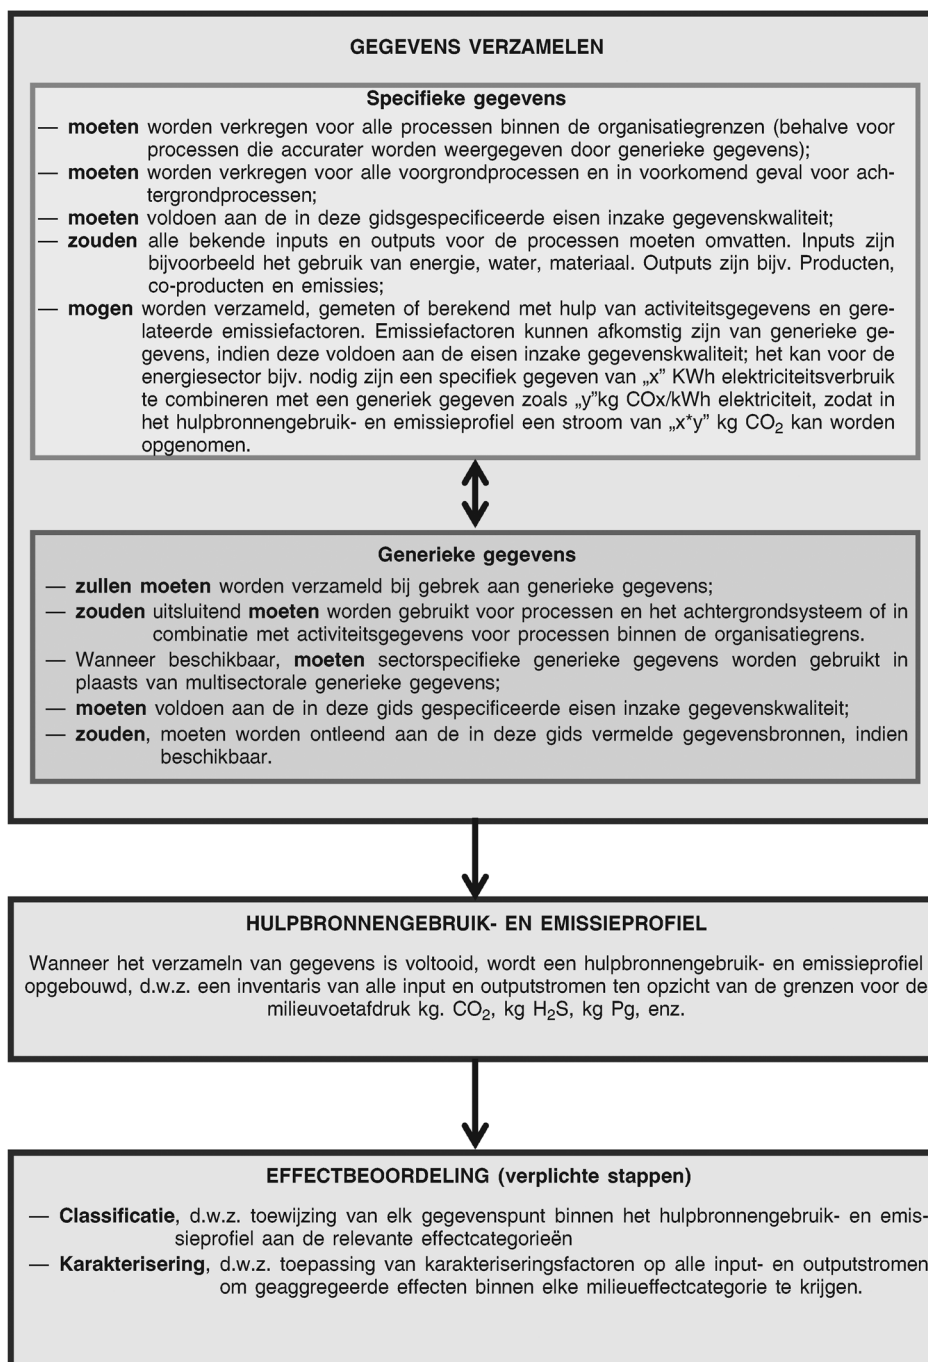 GEGEVENS VERZAMELEN
Specifieke gegevens
— moeten worden verkregen voor alle processen binnen de organisatiegrenzen (behalve voor
processen die accurater worden weergegeven door generieke gegevens);
— moeten worden verkregen voor alle voorgrondprocessen en in voorkomend geval voor ach-
tergrondprocessen;
— moeten voldoen aan de in deze gidsgespecificeerde eisen inzake gegevenskwaliteit;
— zouden alle bekende inputs en outputs voor de processen moeten omvatten. Inputs zijn
bijvoorbeeld het gebruik van energie, water, materiaal. Outputs zijn bijv. Producten,
co-producten en emissies;
— mogen worden verzameld, gemeten of berekend met hulp van activiteitsgegevens en gere-
lateerde emissiefactoren. Emissiefactoren kunnen afkomstig zijn van generieke ge-
gevens, indien deze voldoen aan de eisen inzake gegevenskwaliteit; het kan voor de
energiesector bijv. nodig zijn een specifiek gegeven van „x” KWh elektriciteitsverbruik
te combineren met een generiek gegeven zoals „y”kg COx/kWh elektriciteit, zodat in
het hulpbronnengebruik- en emissieprofiel een stroom van „x*y” kg CO₂ kan worden
opgenomen.
Generieke gegevens
— zullen moeten worden verzameld bij gebrek aan generieke gegevens;
— zouden uitsluitend moeten worden gebruikt voor processen en het achtergrondsysteem of in
combinatie met activiteitsgegevens voor processen binnen de organisatiegrens.
— Wanneer beschikbaar, moeten sectorspecifieke generieke gegevens worden gebruikt in
plaasts van multisectorale generieke gegevens;
— moeten voldoen aan de in deze gids gespecificeerde eisen inzake gegevenskwaliteit;
— zouden, moeten worden ontleend aan de in deze gids vermelde gegevensbronnen, indien
beschikbaar.
HULPBRONNENGEBRUIK- EN EMISSIEPROFIEL
Wanneer het verzameln van gegevens is voltooid, wordt een hulpbronnengebruik- en emissieprofiel
opgebouwd, d.w.z. een inventaris van alle input en outputstromen ten opzicht van de grenzen voor de
milieuvoetafdruk kg. CO₂, kg H₂S, kg Pg, enz.
EFFECTBEOORDELING (verplichte stappen)
— Classificatie, d.w.z. toewijzing van elk gegevenspunt binnen het hulpbronnengebruik- en emis-
sieprofiel aan de relevante effectcategorieën
— Karakterisering, d.w.z. toepassing van karakteriseringsfactoren op alle input- en outputstromen
om geaggregeerde effecten binnen elke milieueffectcategorie te krijgen.